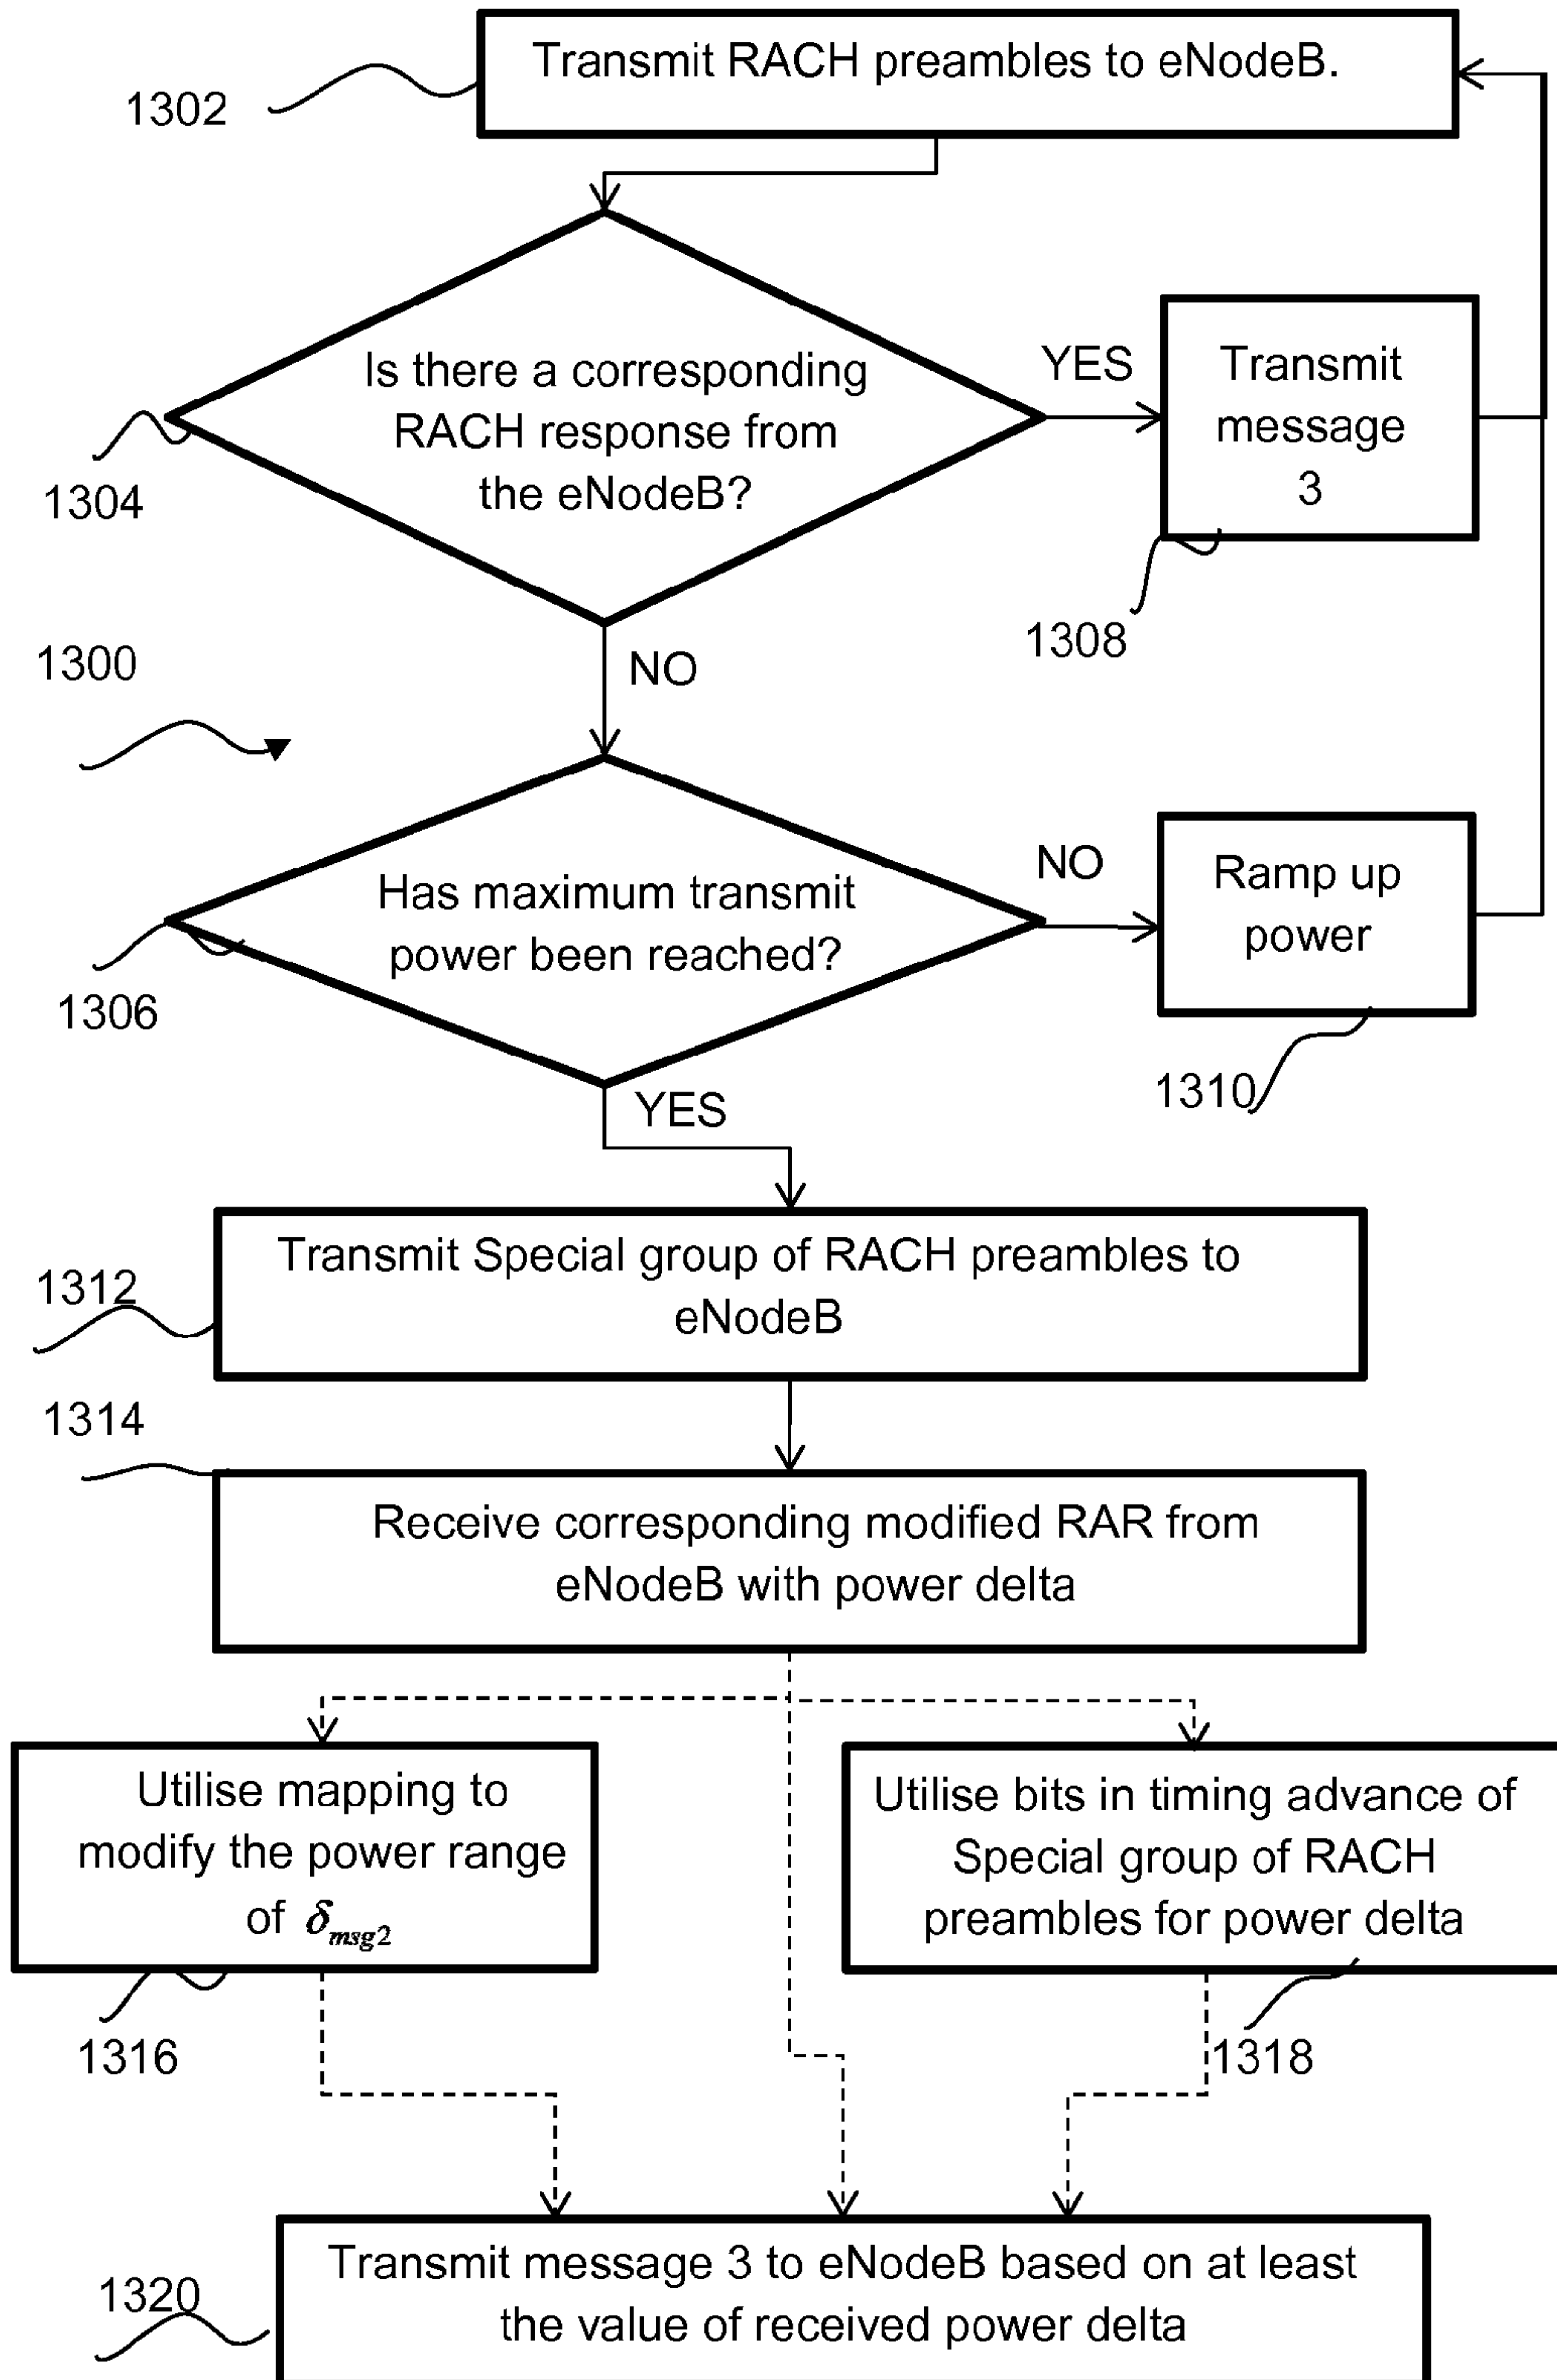 Transmit RACH preambles to eNodeB.
1302
Is there a corresponding
RACH response from
the eNodeB?
1304
YES
Transmit
message
3
1308
1300
NO
Has maximum transmit
power been reached?
1306
NO
Ramp up
power
1310
YES
Transmit Special group of RACH preambles to
eNodeB
1312
1314
Receive corresponding modified RAR from
eNodeB with power delta
Utilise mapping to
modify the power range
of δmsg2
1316
Utilise bits in timing advance of
Special group of RACH
preambles for power delta
1318
Transmit message 3 to eNodeB based on at least
the value of received power delta
1320